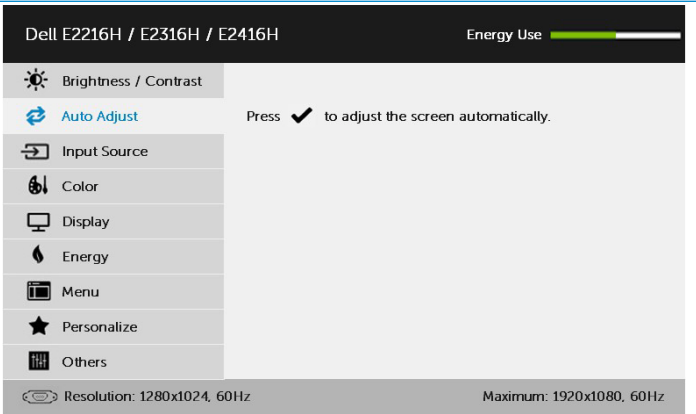 Dell E2216H / E2316H / E2416H Energy Use
Brightness / Contrast
Auto Adjust Press to adjust the screen automatically.
Input Source
Color
Display
Energy
Menu
Personalize
Others
Resolution: 1280x1024, 60Hz Maximum: 1920x1080, 60Hz